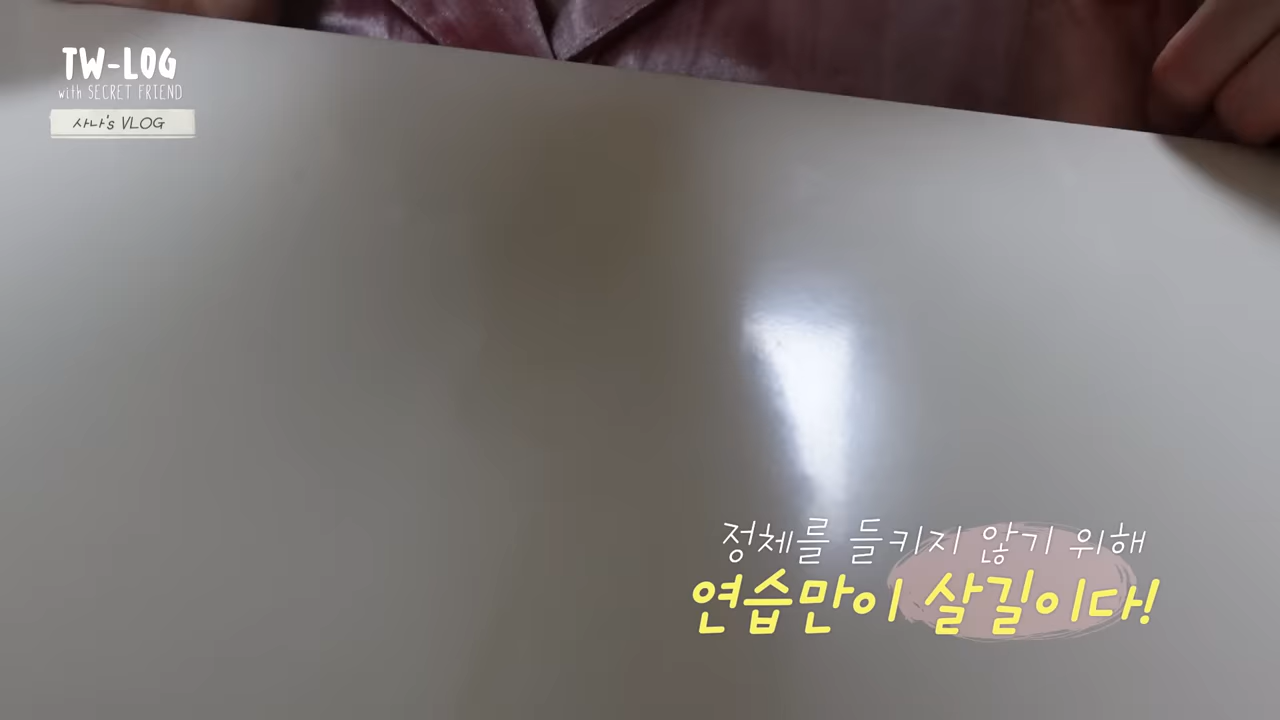 TW-LOG
with SECRET FRIEND
사나's VLOG
정체를 들키지 않기 위해
연습만이 살길이다!